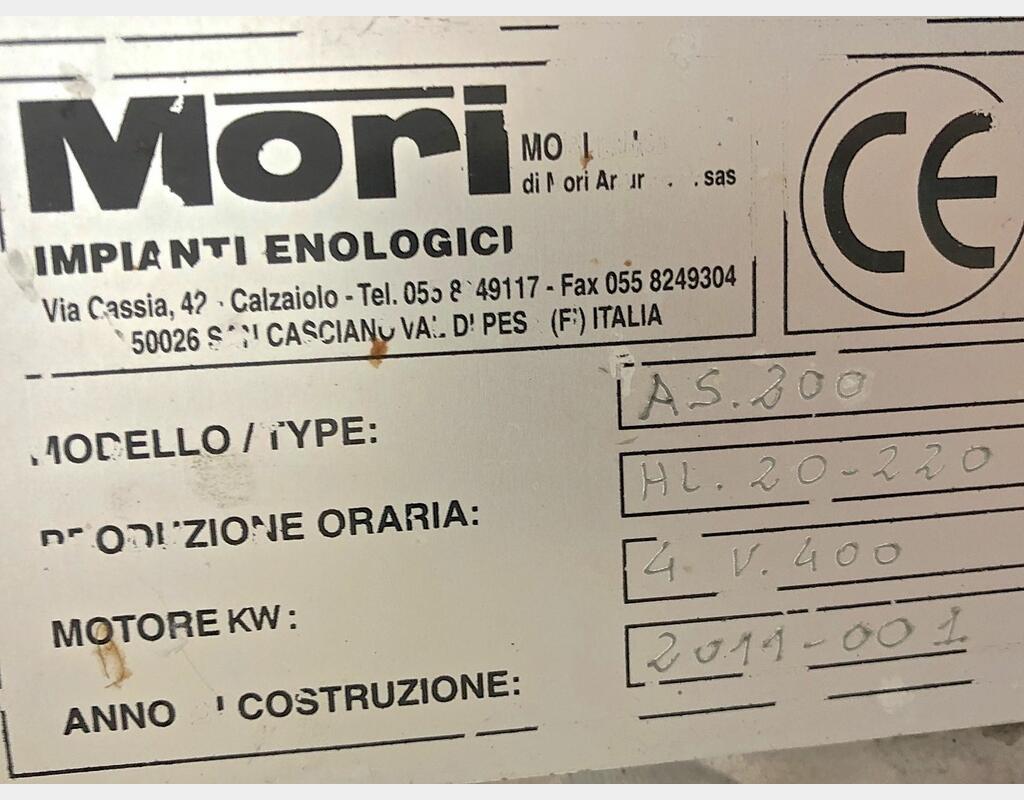 Mori
di
sas
IMPIANTI ENOLOGICI
Via Cassia, 42 - Calzaiolo - Tel. 055 8249117 - Fax 055 8249304
50026 SAN CASCIANO VAL DI PESA (FI) ITALIA
CE
MODELLO / TYPE: AS.200
PRODUZIONE ORARIA: HL. 20-220
MOTORE KW: 4 V. 400
ANNO DI COSTRUZIONE: 2011-001